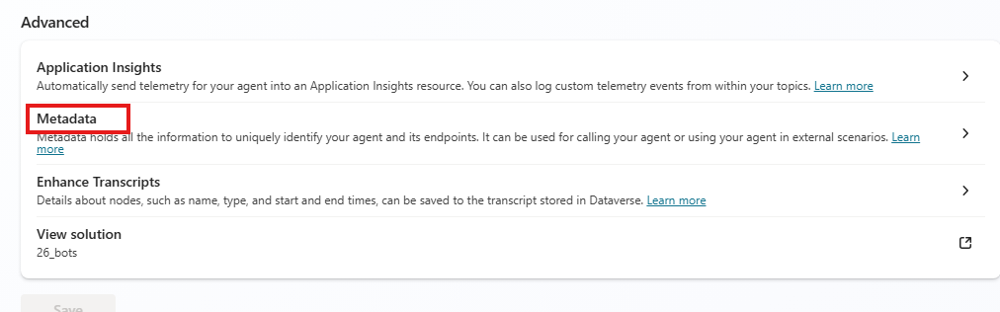 Advanced
Application Insights
Automatically send telemetry for your agent into an Application Insights resource. You can also log custom telemetry events from within your topics. Learn more
Metadata
Metadata holds all the information to uniquely identify your agent and its endpoints. It can be used for calling your agent or using your agent in external scenarios. Learn
more
Enhance Transcripts
Details about nodes, such as name, type, and start and end times, can be saved to the transcript stored in Dataverse. Learn more
View solution
26_bots
Save